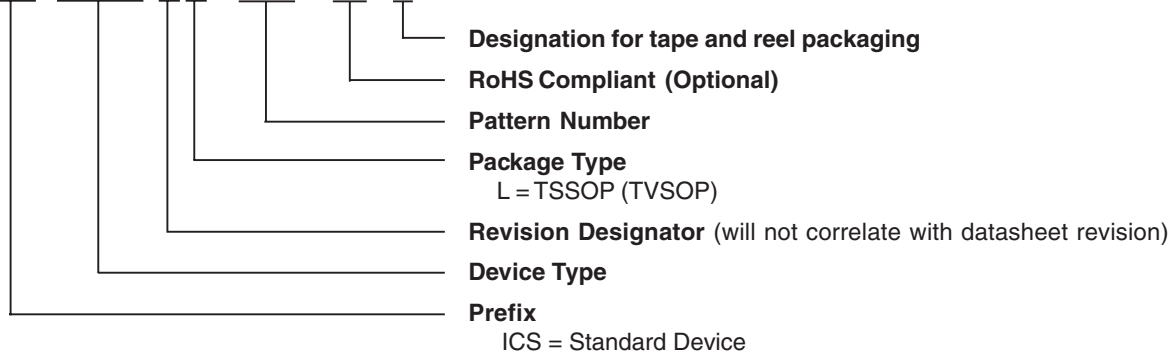 Designation for tape and reel packaging
RoHS Compliant (Optional)
Pattern Number
Package Type
L = TSSOP (TVSOP)
Revision Designator (will not correlate with datasheet revision)
Device Type
Prefix
ICS = Standard Device